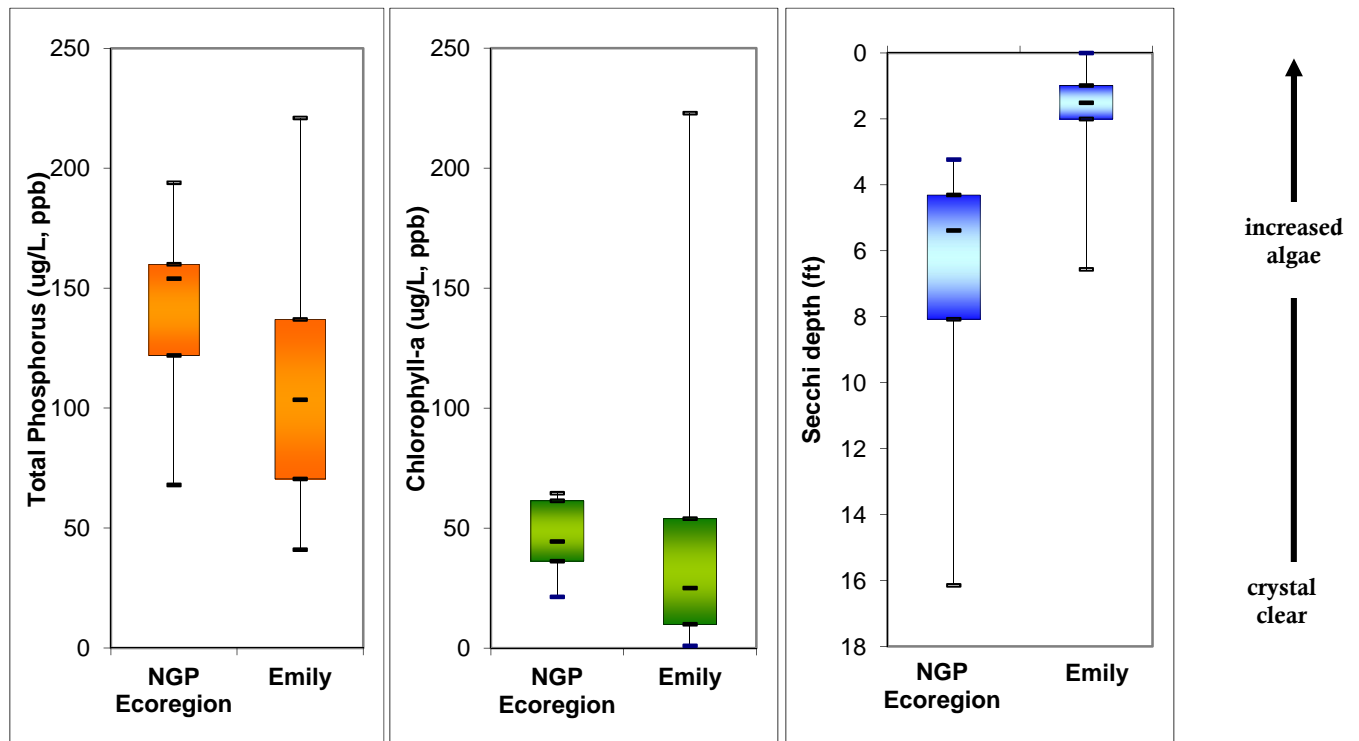 Total Phosphorus (ug/L, ppb)
250
200
150
100
50
0
NGP
Ecoregion
Emily
Chlorophyll-a (ug/L, ppb)
250
200
150
100
50
0
NGP
Ecoregion
Emily
Secchi depth (ft)
0
2
4
6
8
10
12
14
16
18
NGP
Ecoregion
Emily
increased
algae
crystal
clear